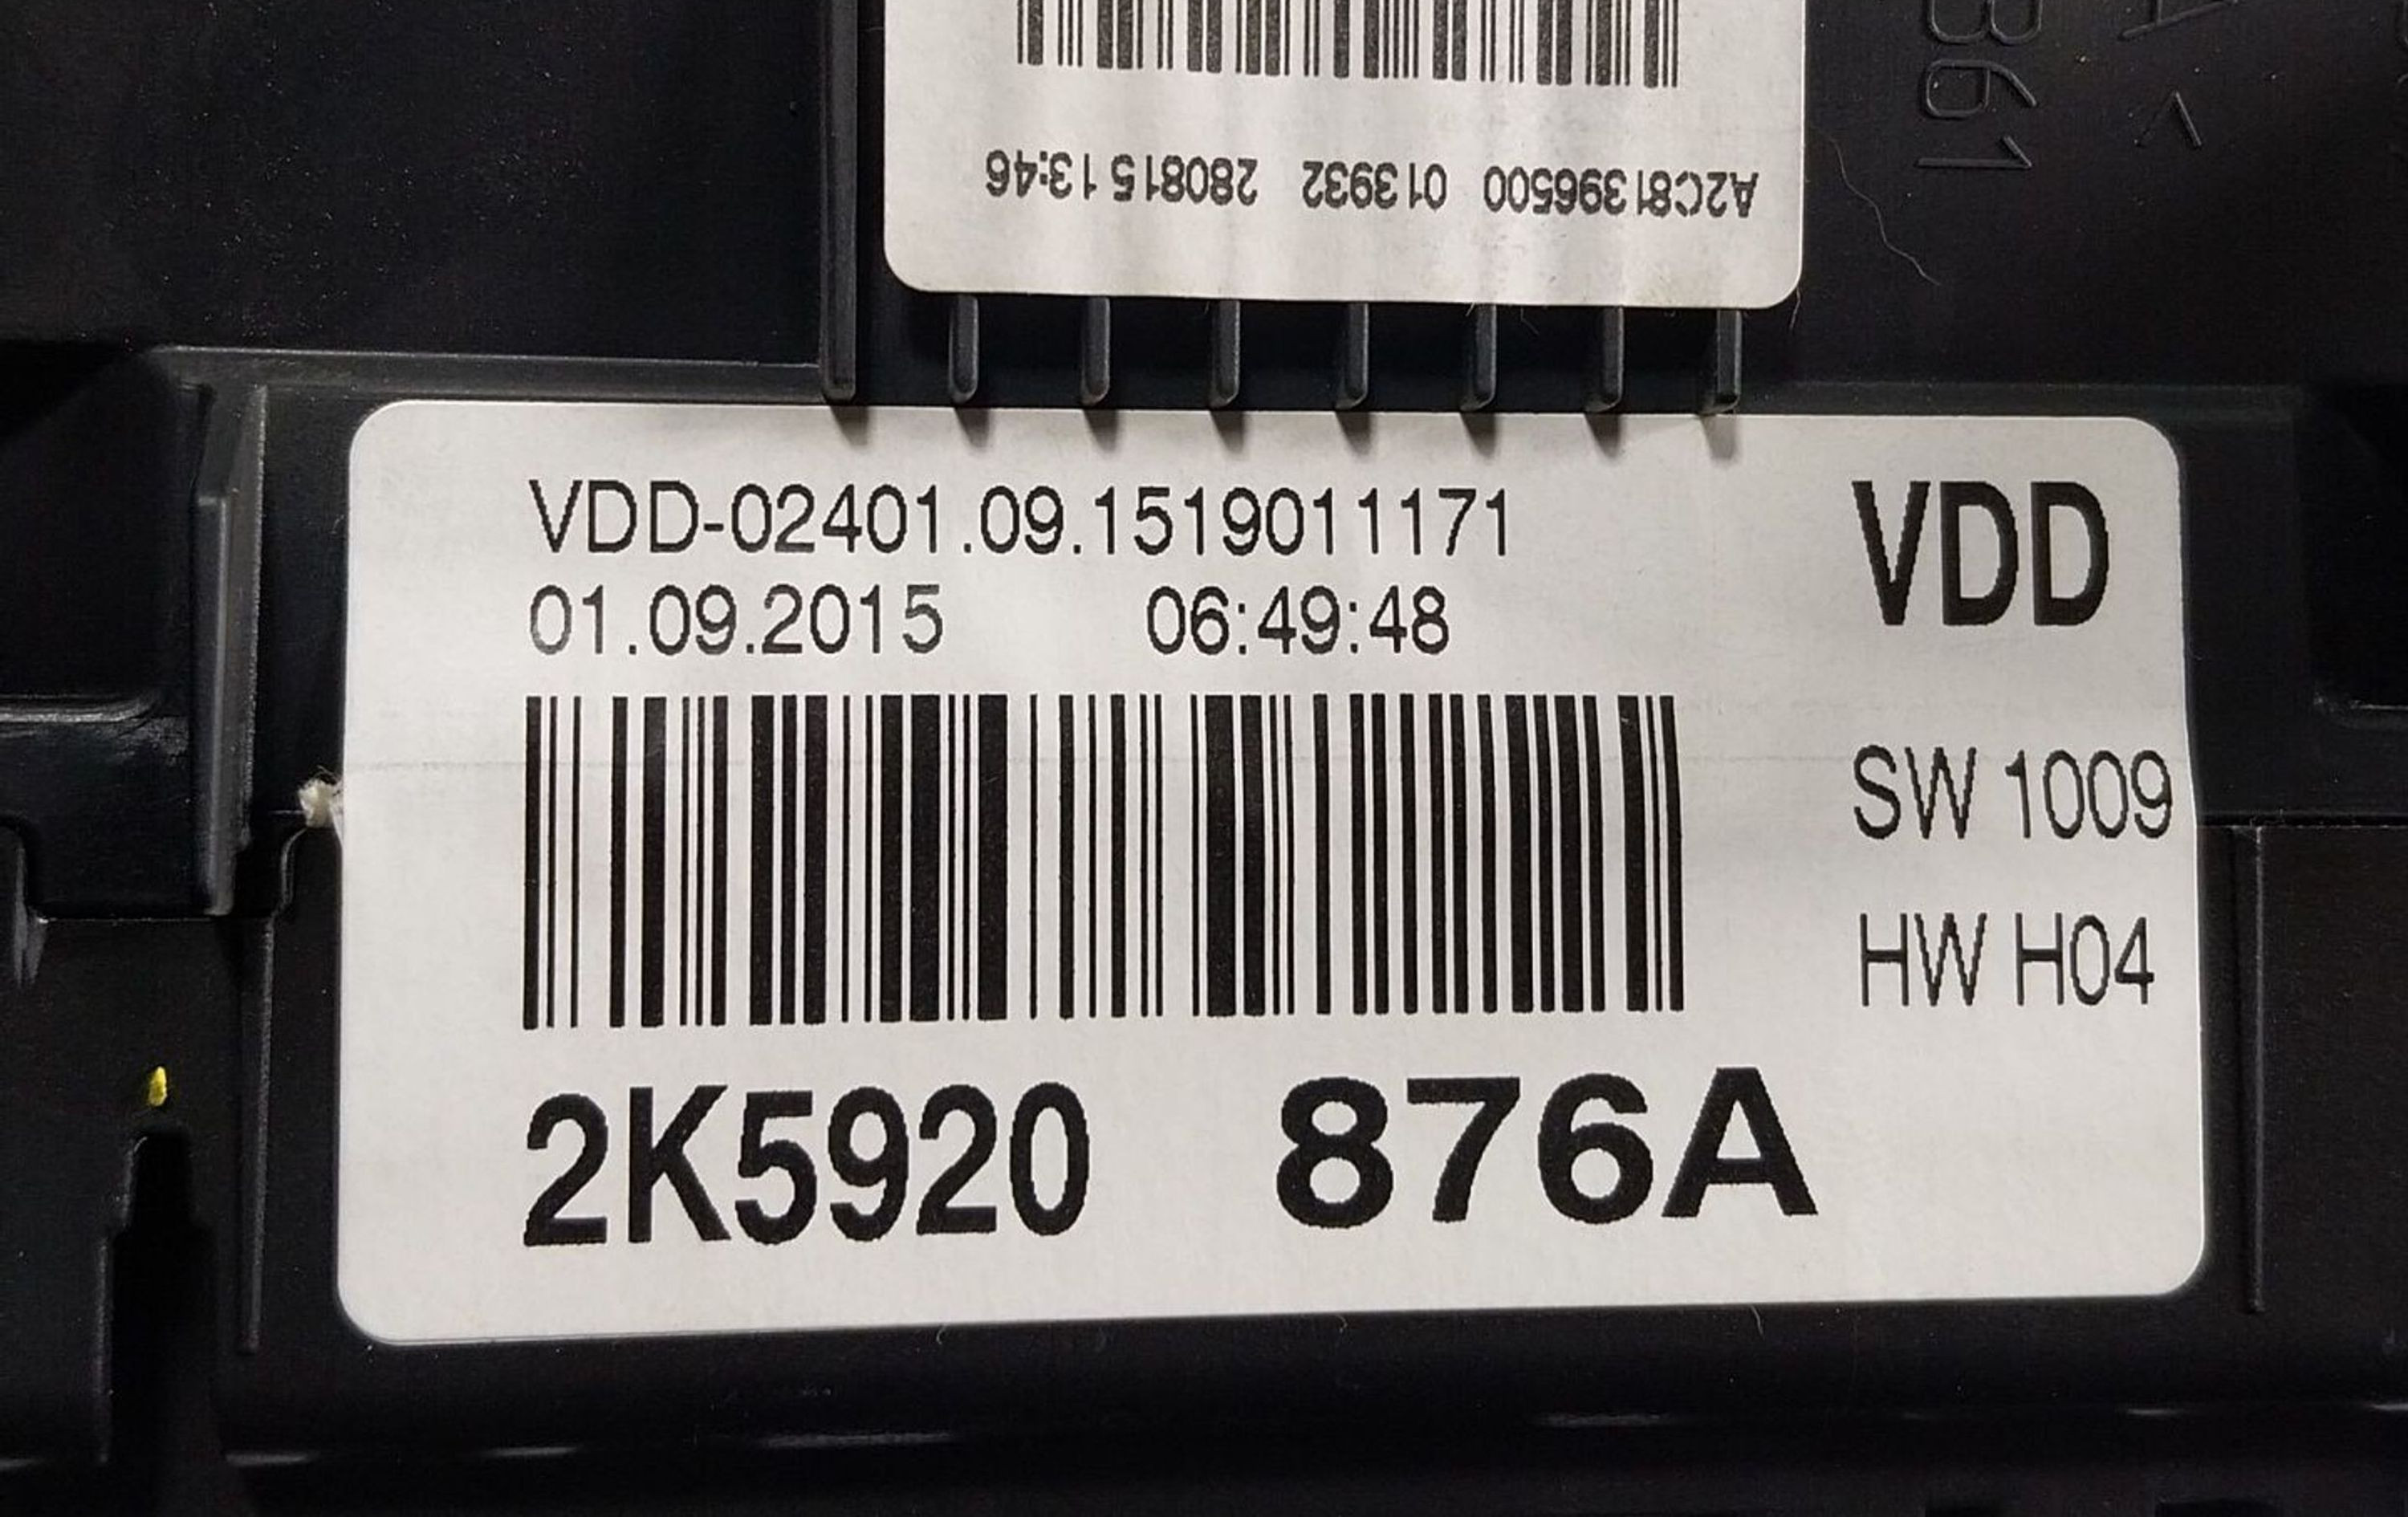 A2C81396500 013932 280815 13:46
361
VDD-02401.09.1519011171
01.09.2015 06:49:48
VDD
SW 1009
HW H04
2K5920 876A